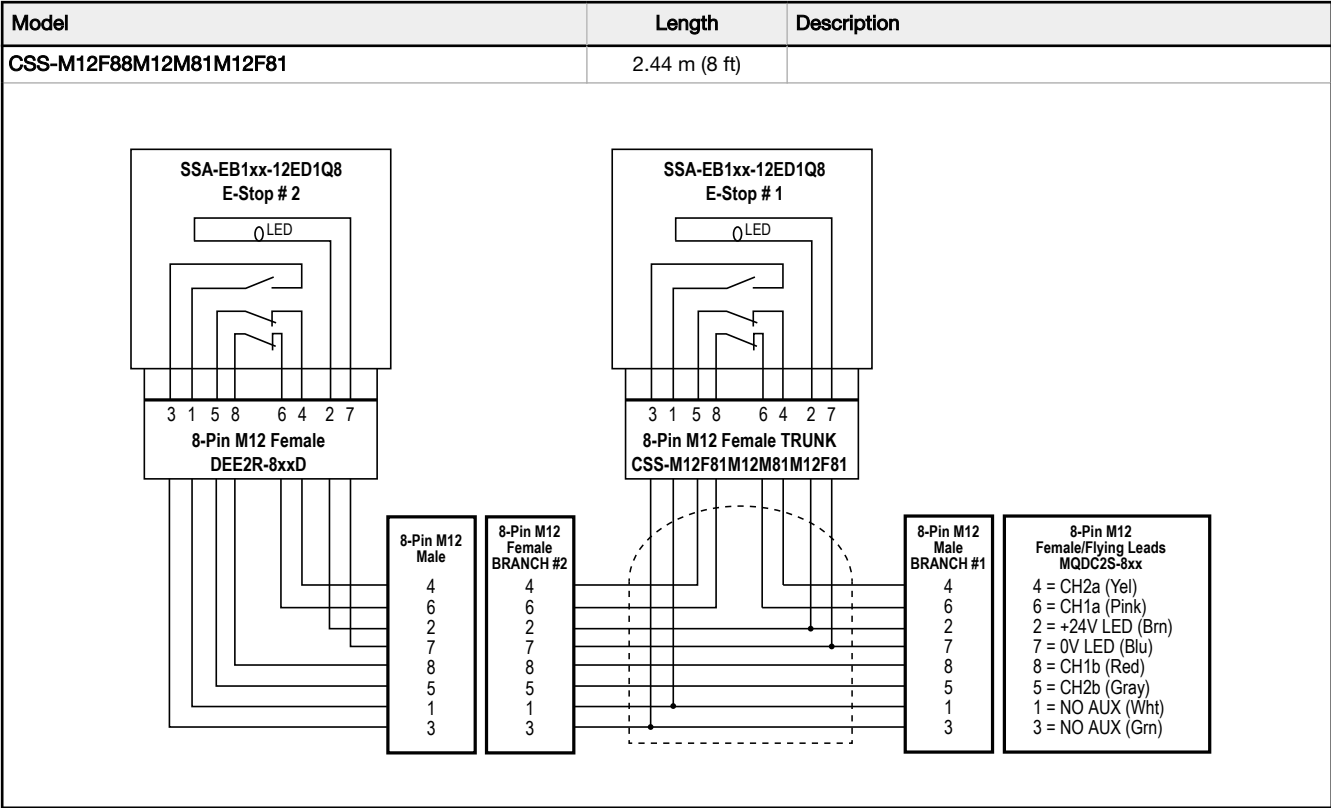 Model Length Description
CSS-M12F88M12M81M12F81 2.44 m (8 ft)
SSA-EB1xx-12ED1Q8
E-Stop # 2
LED
3 1 5 8 6 4 2 7
8-Pin M12 Female
DEE2R-8xxD
SSA-EB1xx-12ED1Q8
E-Stop # 1
LED
3 1 5 8 6 4 2 7
8-Pin M12 Female TRUNK
CSS-M12F81M12M81M12F81
8-Pin M12
Male
4
6
2
7
8
5
1
3
8-Pin M12
Female
BRANCH #2
4
6
2
7
8
5
1
3
8-Pin M12
Male
BRANCH #1
4
6
2
7
8
5
1
3
8-Pin M12
Female/Flying Leads
MQDC2S-8xx
4 = CH2a (Yel)
6 = CH1a (Pink)
2 = +24V LED (Brn)
7 = 0V LED (Blu)
8 = CH1b (Red)
5 = CH2b (Gray)
1 = NO AUX (Wht)
3 = NO AUX (Grn)